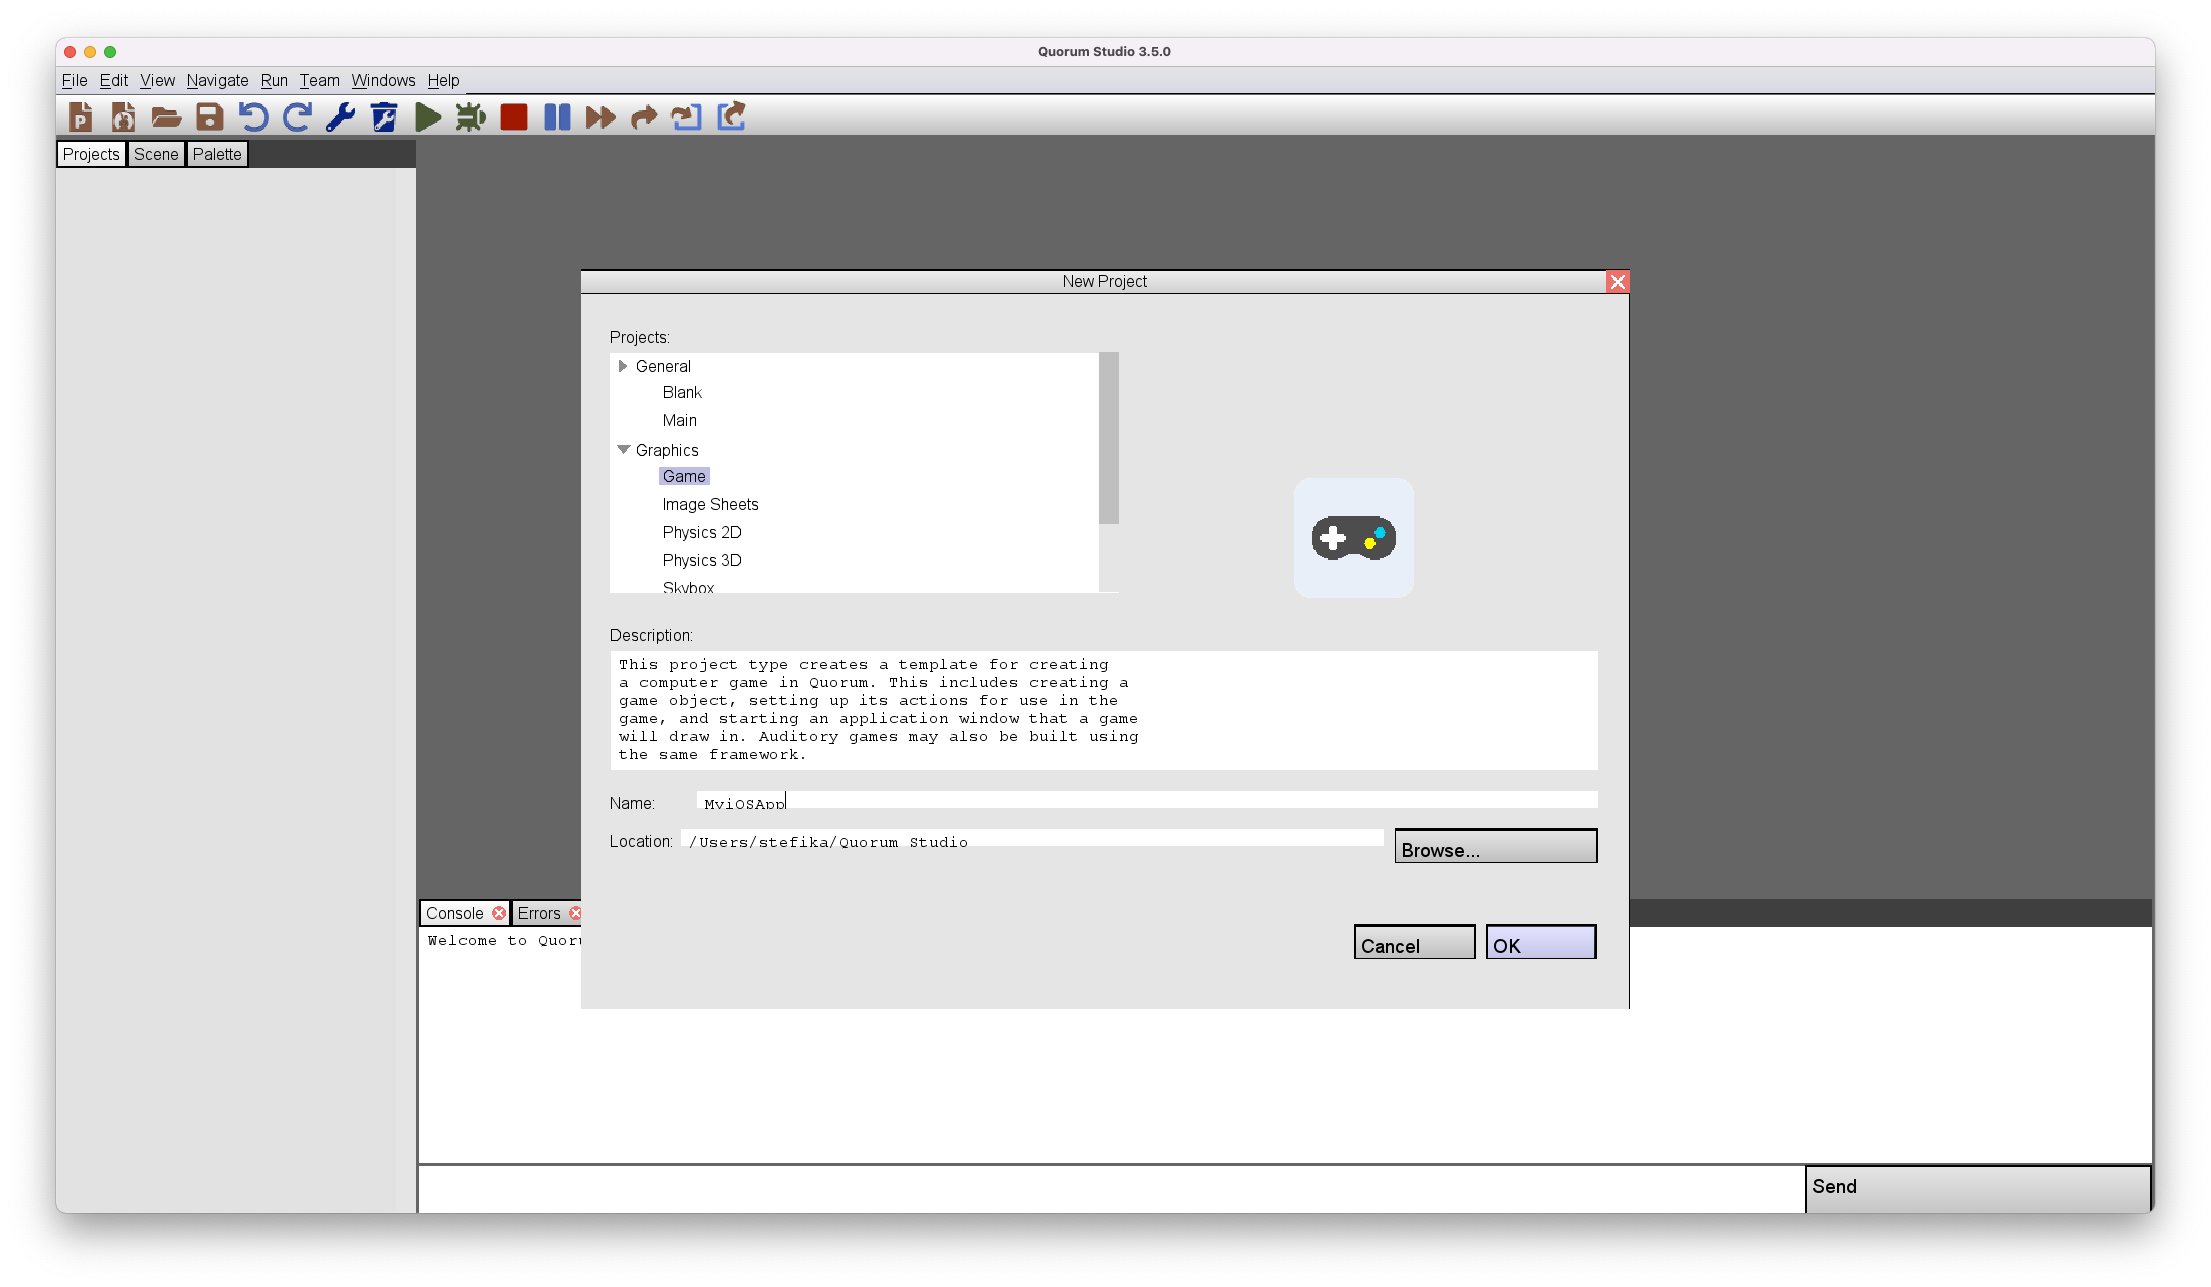 Quorum Studio 3.5.0
File Edit View Navigate Run Team Windows Help
Projects Scene Palette
New Project
Projects:
General
Blank
Main
Graphics
Game
Image Sheets
Physics 2D
Physics 3D
Skybox
Description:
This project type creates a template for creating
a computer game in Quorum. This includes creating a
game object, setting up its actions for use in the
game, and starting an application window that a game
will draw in. Auditory games may also be built using
the same framework.
Name: MyiOSApp
Location: /Users/stefika/Quorum Studio Browse...
Console Errors
Welcome to Quoru
Cancel OK
Send